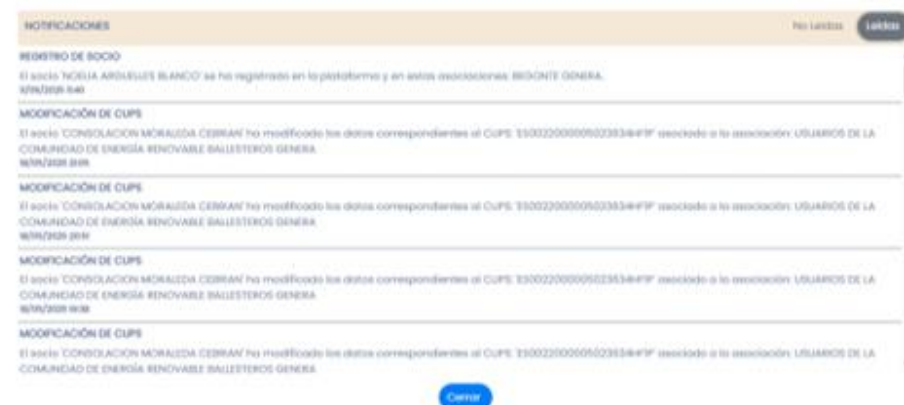 NOTIFICACIONES
No Leídas
Leídas
REGISTRO DE SOCIO
El socio 'NOELIA ARGUELLES BLANCO' se ha registrado en la plataforma y en estas asociaciones: BEGONTE GENERA.
MODIFICACIÓN DE CUPS
El socio 'CONSOLACION MORALEDA CEBRIAN' ha modificado los datos correspondientes al CUPS: asociado a la asociación: USUARIOS DE LA
COMUNIDAD DE ENERGÍA RENOVABLE BALLESTEROS GENERA
MODIFICACIÓN DE CUPS
El socio 'CONSOLACION MORALEDA CEBRIAN' ha modificado los datos correspondientes al CUPS: asociado a la asociación: USUARIOS DE LA
COMUNIDAD DE ENERGÍA RENOVABLE BALLESTEROS GENERA
MODIFICACIÓN DE CUPS
El socio 'CONSOLACION MORALEDA CEBRIAN' ha modificado los datos correspondientes al CUPS: asociado a la asociación: USUARIOS DE LA
COMUNIDAD DE ENERGÍA RENOVABLE BALLESTEROS GENERA
MODIFICACIÓN DE CUPS
El socio 'CONSOLACION MORALEDA CEBRIAN' ha modificado los datos correspondientes al CUPS: asociado a la asociación: USUARIOS DE LA
COMUNIDAD DE ENERGÍA RENOVABLE BALLESTEROS GENERA
Cerrar